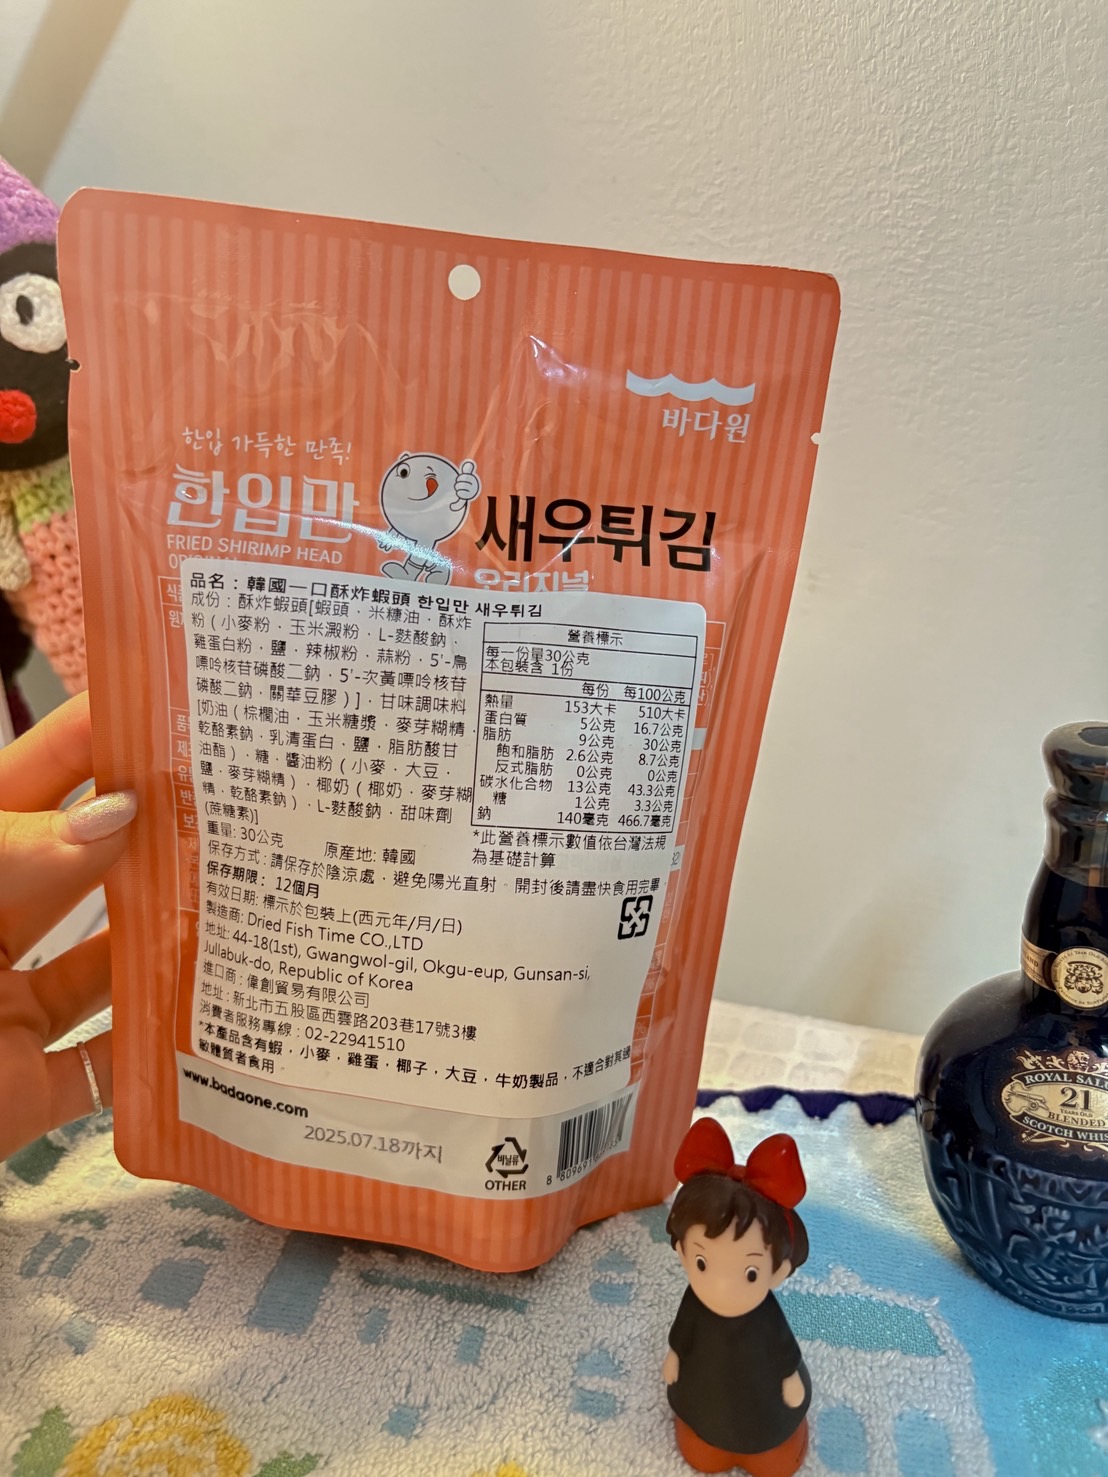 바다원
한입 가득한 만족!
한입만
새우튀김
FRIED SHIRIMP HEAD
오리지널
品名：韓國一口酥炸蝦頭 한입만 새우튀김
成份：酥炸蝦頭[蝦頭．米糠油．酥炸
粉（小麥粉．玉米澱粉．L-麩酸鈉．
雞蛋白粉．鹽．辣椒粉．蒜粉．5'-鳥
嘌呤核苷磷酸二鈉．5'-次黃嘌呤核苷
磷酸二鈉．關華豆膠）]．甘味調味料
[奶油（棕櫚油．玉米糖漿．麥芽糊精．
乾酪素鈉．乳清蛋白．鹽．脂肪酸甘
油酯）．糖．醬油粉（小麥．大豆．
鹽．麥芽糊精）．椰奶（椰奶．麥芽糊
精．乾酪素鈉）．L-麩酸鈉．甜味劑
(蔗糖素)]
營養標示
每一份量30公克
本包裝含 1份
每份 每100公克
熱量 153大卡 510大卡
蛋白質 5公克 16.7公克
脂肪 9公克 30公克
飽和脂肪 2.6公克 8.7公克
反式脂肪 0公克 0公克
碳水化合物 13公克 43.3公克
糖 1公克 3.3公克
鈉 140毫克 466.7毫克
*此營養標示數值依台灣法規
為基礎計算
重量: 30公克 原產地: 韓國
保存方式：請保存於陰涼處．避免陽光直射。開封後請盡快食用完畢
保存期限： 12個月
有效日期: 標示於包裝上(西元年/月/日)
製造商: Dried Fish Time CO.,LTD
地址: 44-18(1st), Gwangwol-gil, Okgu-eup, Gunsan-si,
Jullabuk-do, Republic of Korea
進口商：偉創貿易有限公司
地址：新北市五股區西雲路203巷17號3樓
消費者服務專線：02-22941510
*本產品含有蝦．小麥．雞蛋．椰子．大豆．牛奶製品．不適合對其過
敏體質者食用
www.badaone.com
2025.07.18까지
비닐류
OTHER
ROYAL SAL
21
YEARS OLD
BLENDED
SCOTCH WHIS